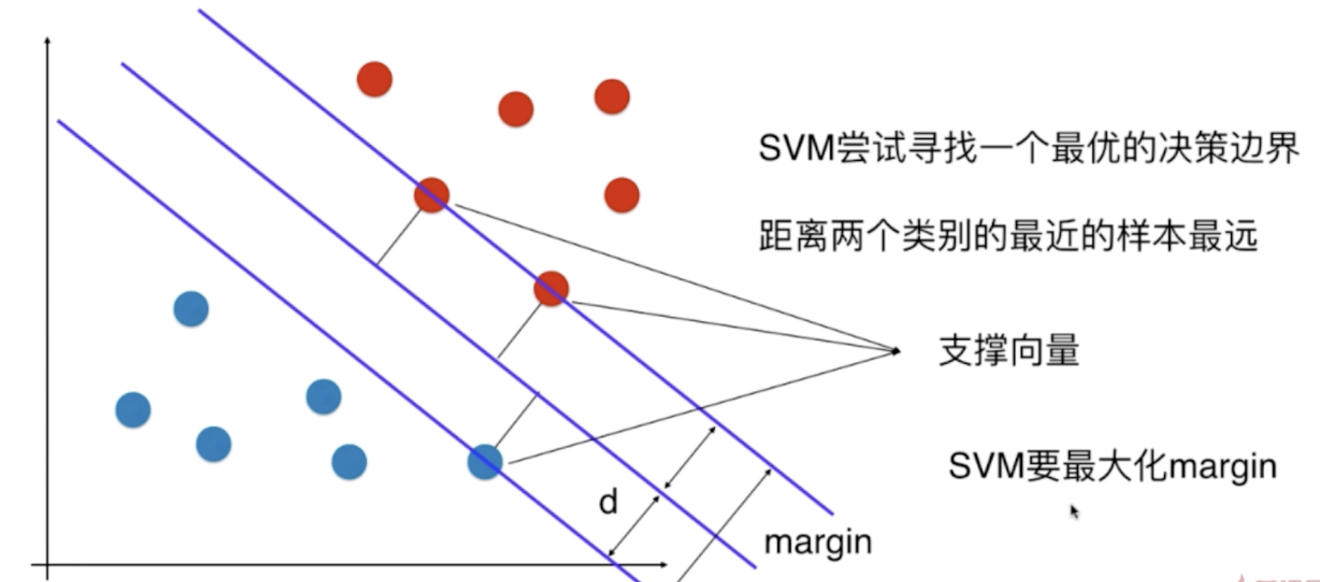 SVM尝试寻找一个最优的决策边界
距离两个类别的最近的样本最远
支撑向量
SVM要最大化margin
d
margin